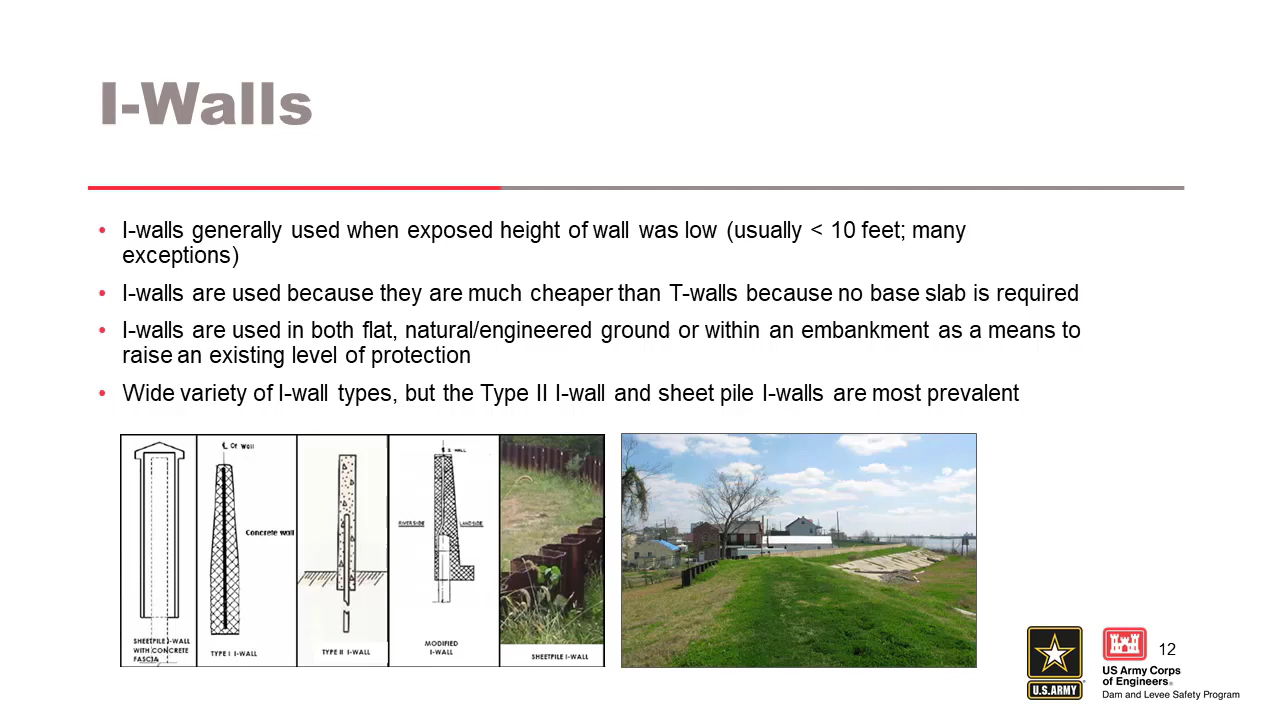 I-Walls
• I-walls generally used when exposed height of wall was low (usually < 10 feet; many
exceptions)
• I-walls are used because they are much cheaper than T-walls because no base slab is required
• I-walls are used in both flat, natural/engineered ground or within an embankment as a means to
raise an existing level of protection
• Wide variety of I-wall types, but the Type II I-wall and sheet pile I-walls are most prevalent
SHEETPILE I-WALL
WITH CONCRETE
FASCIA
℄ Of Wall
Concrete wall
TYPE I I-WALL
TYPE II I-WALL
WALL
RIVERSIDE
LANDSIDE
MODIFIED
I-WALL
SHEETPILE I-WALL
U.S.ARMY
US Army Corps
of Engineers®
Dam and Levee Safety Program
12